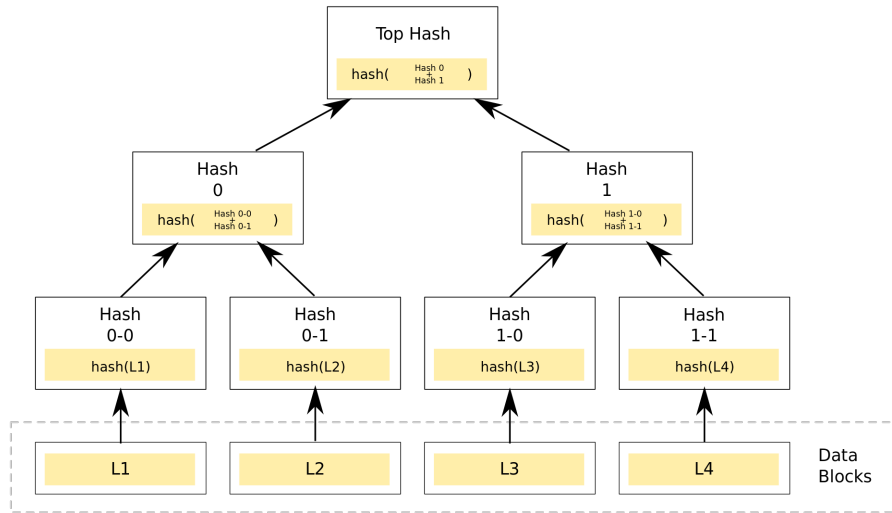 Top Hash
hash( Hash 0 + Hash 1 )
Hash
0
hash( Hash 0-0 + Hash 0-1 )
Hash
1
hash( Hash 1-0 + Hash 1-1 )
Hash
0-0
hash(L1)
Hash
0-1
hash(L2)
Hash
1-0
hash(L3)
Hash
1-1
hash(L4)
L1
L2
L3
L4
Data
Blocks